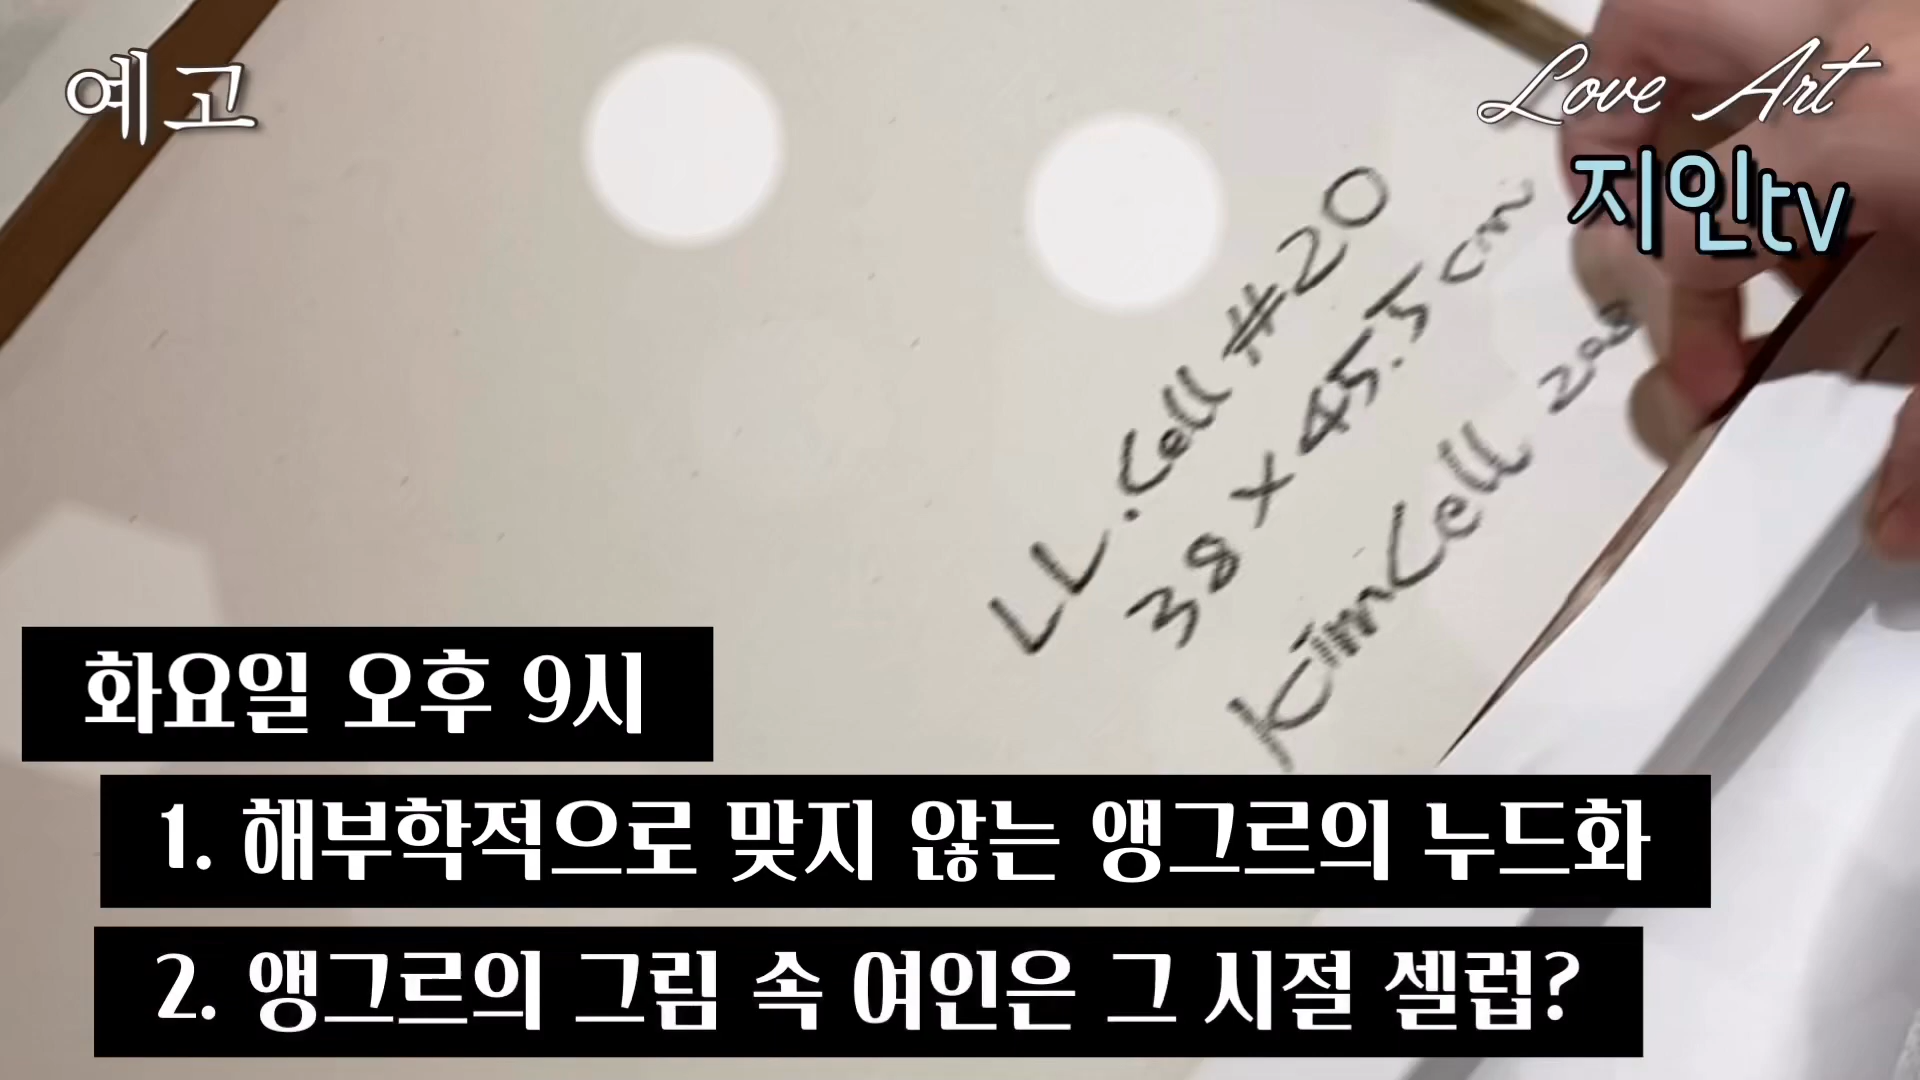 예고
Love Art
지인tv
LL.Cell #20
38 x 45.5 cm
KimCell
화요일 오후 9시
1. 해부학적으로 맞지 않는 앵그르의 누드화
2. 앵그르의 그림 속 여인은 그 시절 셀럽?